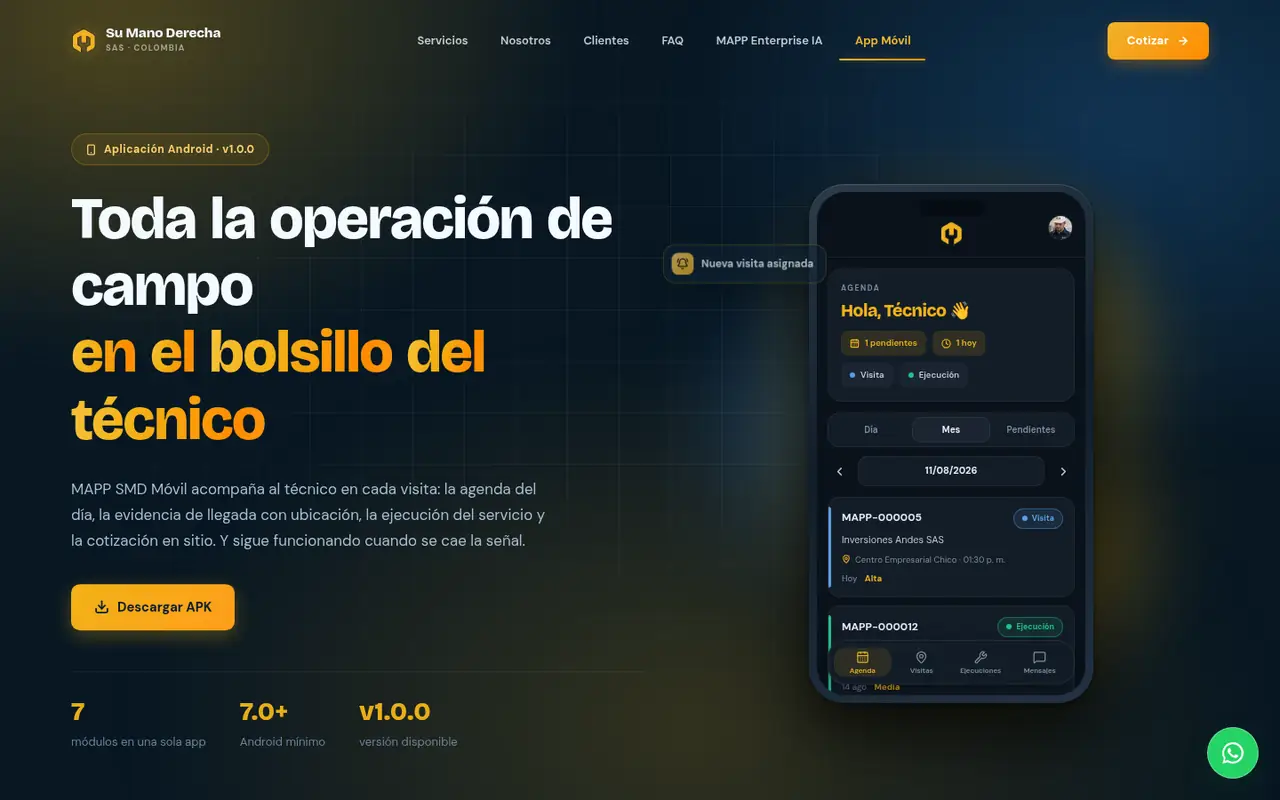 Su Mano Derecha
SAS · COLOMBIA
Servicios
Nosotros
Clientes
FAQ
MAPP Enterprise IA
App Móvil
Cotizar
Aplicación Android · v1.0.0
Toda la operación de
campo
en el bolsillo del
técnico
MAPP SMD Móvil acompaña al técnico en cada visita: la agenda del
día, la evidencia de llegada con ubicación, la ejecución del servicio y
la cotización en sitio. Y sigue funcionando cuando se cae la señal.
Descargar APK
7
módulos en una sola app
7.0+
Android mínimo
v1.0.0
versión disponible
Nueva visita asignada
AGENDA
Hola, Técnico 👋
1 pendientes
1 hoy
Visita
Ejecución
Día
Mes
Pendientes
11/08/2026
MAPP-000005
Visita
Inversiones Andes SAS
Centro Empresarial Chico · 01:30 p. m.
Hoy Alta
MAPP-000012
Ejecución
Agenda
Visitas
Ejecuciones
Mensajes
14 ago Media